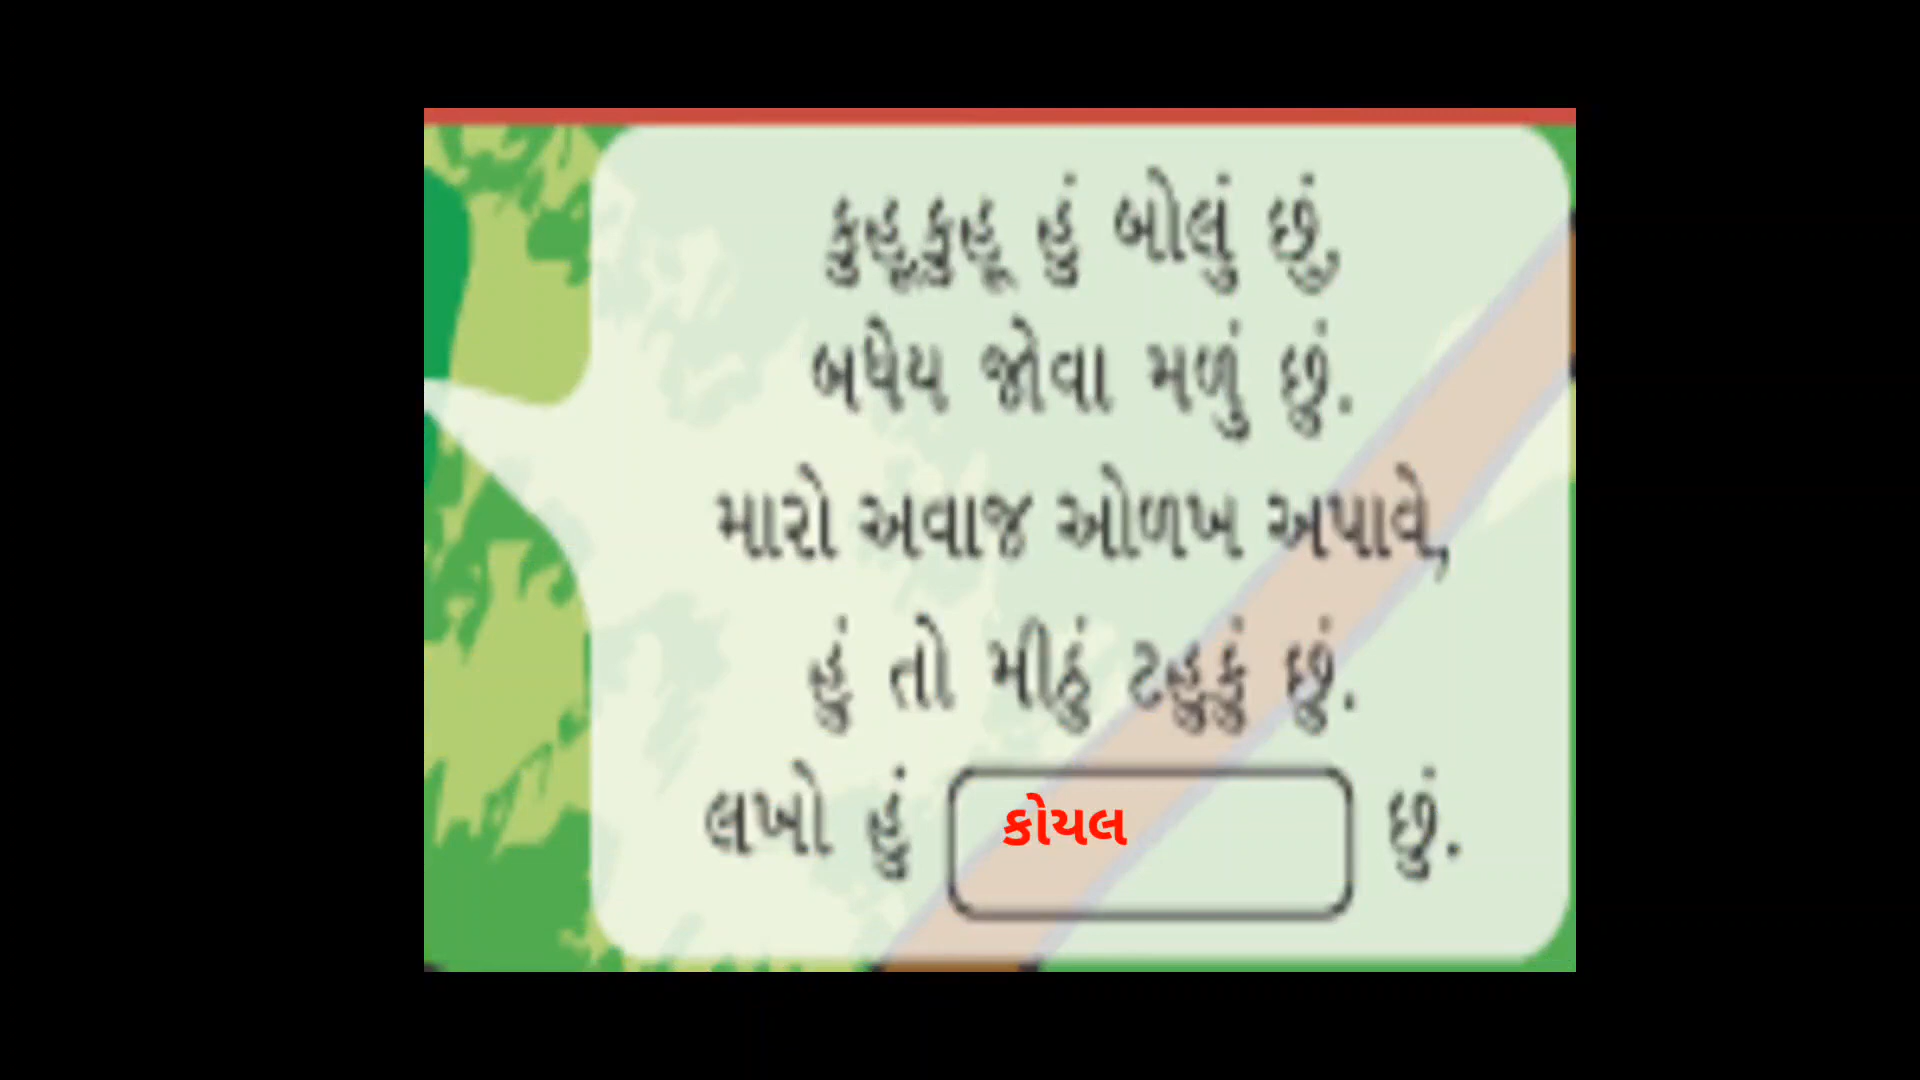 કુહૂકુહૂ હું બોલું છું,
બધેય જોવા મળું છું.
મારો અવાજ ઓળખ અપાવે,
હું તો મીઠું ટહુકું છું.
લખો હું કોયલ છું.